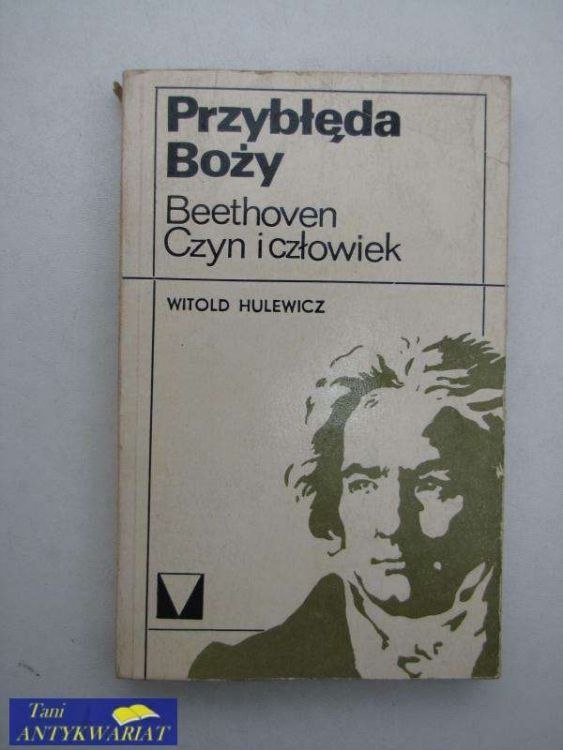 Przybłęda
Boży
Beethoven
Czyn i człowiek
WITOLD HULEWICZ
Tani
ANTYKWARIAT